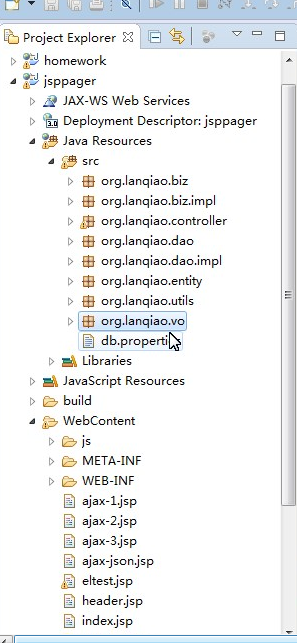 Project Explorer
homework
jsppager
JAX-WS Web Services
3.0 Deployment Descriptor: jsppager
Java Resources
src
org.lanqiao.biz
org.lanqiao.biz.impl
org.lanqiao.controller
org.lanqiao.dao
org.lanqiao.dao.impl
org.lanqiao.entity
org.lanqiao.utils
org.lanqiao.vo
Libraries
JavaScript Resources
build
WebContent
js
META-INF
WEB-INF
ajax-1.jsp
ajax-2.jsp
ajax-3.jsp
ajax-json.jsp
eltest.jsp
header.jsp
index.jsp